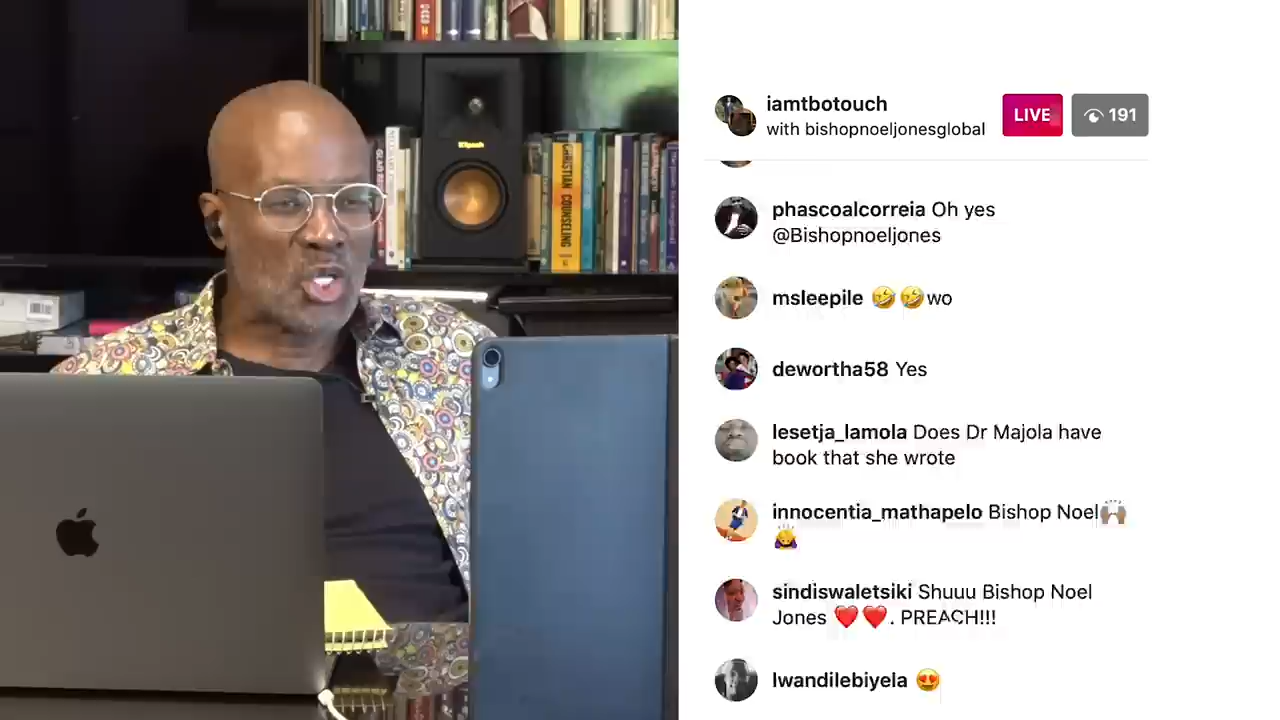 Klipsch
CHRISTIAN
COUNSELING
iamtbotouch
with bishopnoeljonesglobal
LIVE
191
phascoalcorreia Oh yes
@Bishopnoeljones
msleepile 🤣🤣wo
dewortha58 Yes
lesetja_lamola Does Dr Majola have
book that she wrote
innocentia_mathapelo Bishop Noel🙌🏽
🙇‍♀️
sindiswaletsiki Shuuu Bishop Noel
Jones ❤️❤️. PREACH!!!
lwandilebiyela 😍